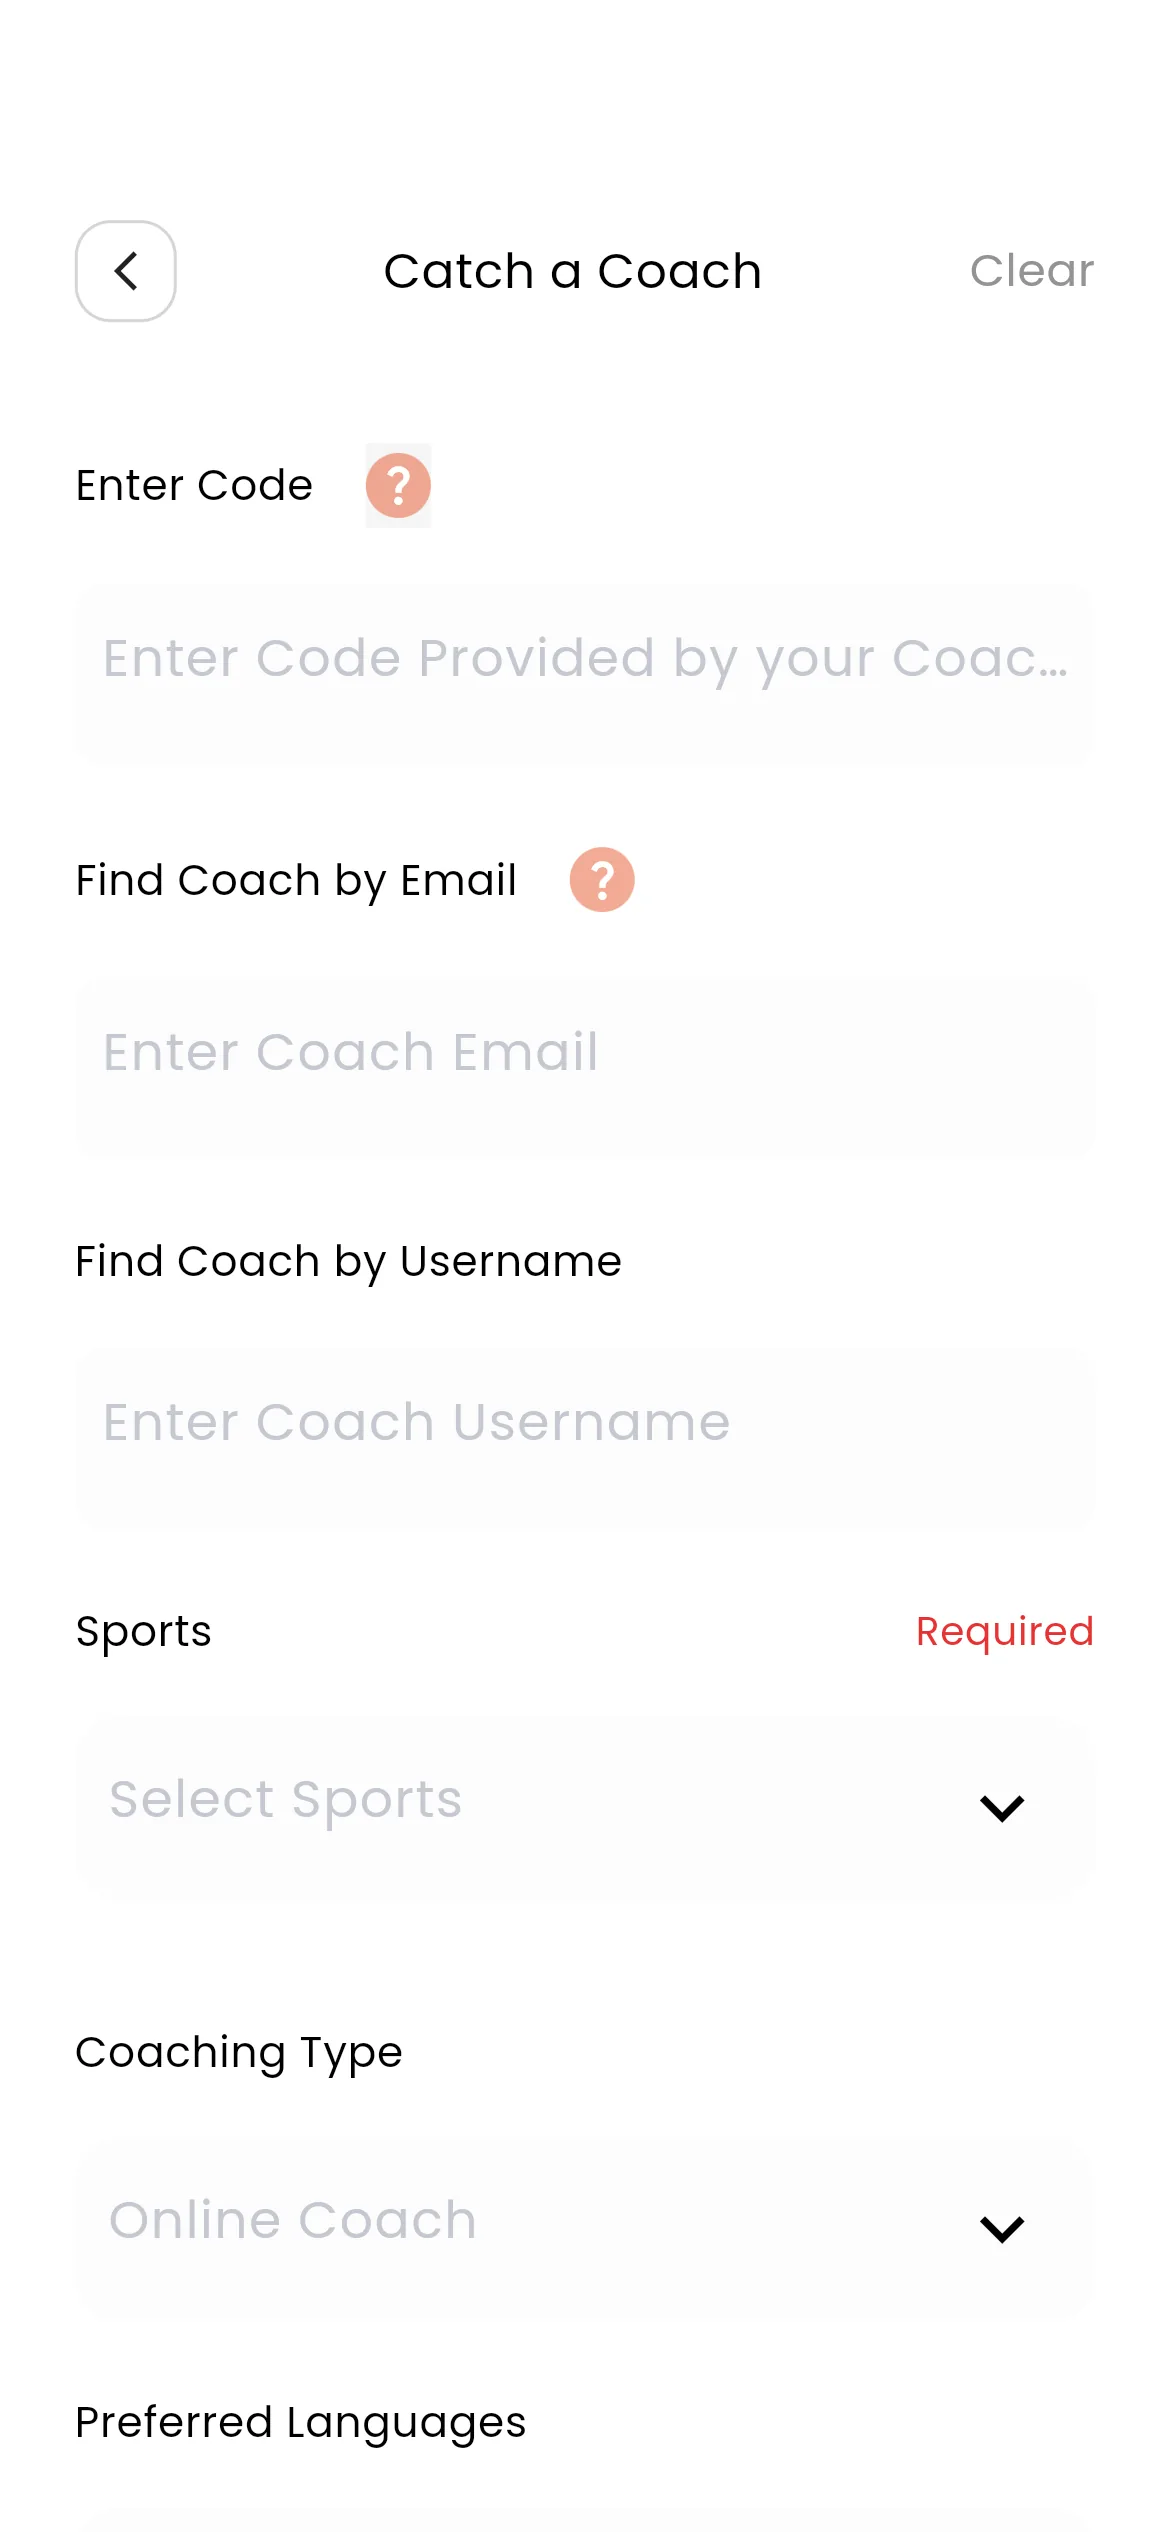 Catch a Coach
Clear
Enter Code
?
Enter Code Provided by your Coac...
Find Coach by Email
?
Enter Coach Email
Find Coach by Username
Enter Coach Username
Sports
Required
Select Sports
Coaching Type
Online Coach
Preferred Languages